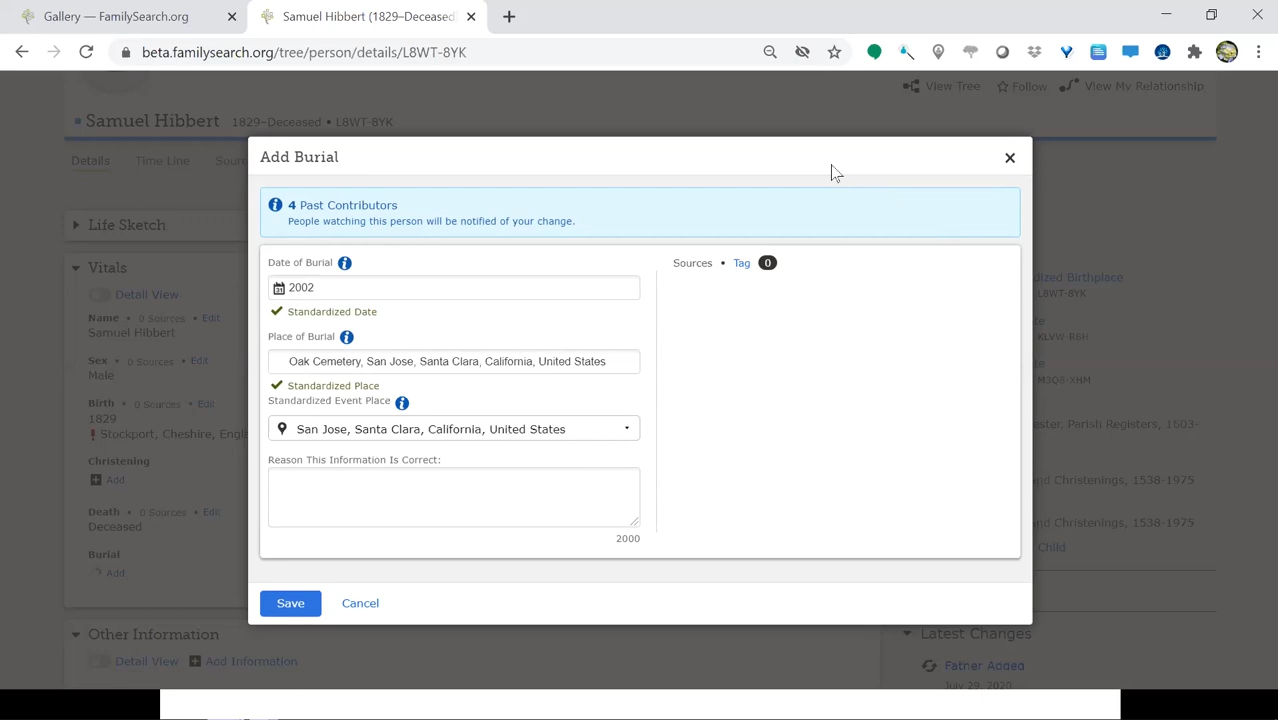 Gallery — FamilySearch.org
Samuel Hibbert (1829–Deceased)
beta.familysearch.org/tree/person/details/L8WT-8YK
View Tree Follow View My Relationship
Samuel Hibbert 1829–Deceased • L8WT-8YK
Details Time Line
Add Burial
4 Past Contributors
People watching this person will be notified of your change.
Life Sketch
Vitals
Detail View
Name • 0 Sources • Edit
Samuel Hibbert
Sex • 0 Sources • Edit
Male
Birth • 0 Sources • Edit
1829
Stockport, Cheshire,
Christening
Add
Death • 0 Sources • Edit
Deceased
Burial
Add
Date of Burial
31 2002
Standardized Date
Place of Burial
Oak Cemetery, San Jose, Santa Clara, California, United States
Standardized Place
Standardized Event Place
San Jose, Santa Clara, California, United States
Reason This Information Is Correct:
2000
Sources • Tag 0
Save Cancel
Birthplace
L8WT-8YK
KLVW-RSH
M3Q8-XHM
Parish Registers, 1603-
and Christenings, 1538-1975
and Christenings, 1538-1975
Child
Other Information
Detail View Add Information
Latest Changes
Father Added
July 29, 2020